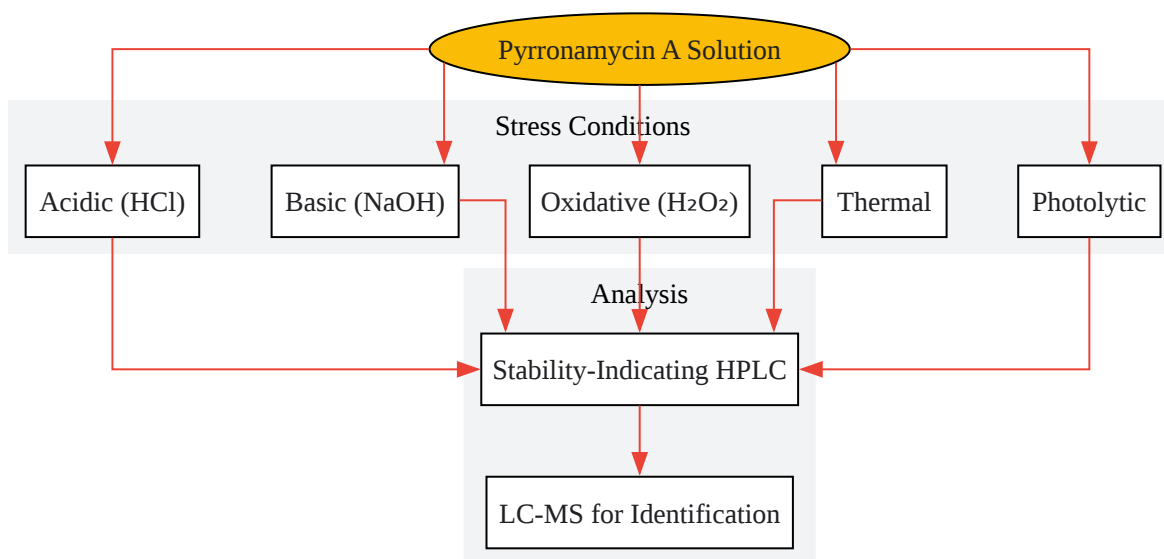 Pyrronamycin A Solution
Stress Conditions
Acidic (HCl)
Basic (NaOH)
Oxidative (H₂O₂)
Thermal
Photolytic
Analysis
Stability-Indicating HPLC
LC-MS for Identification